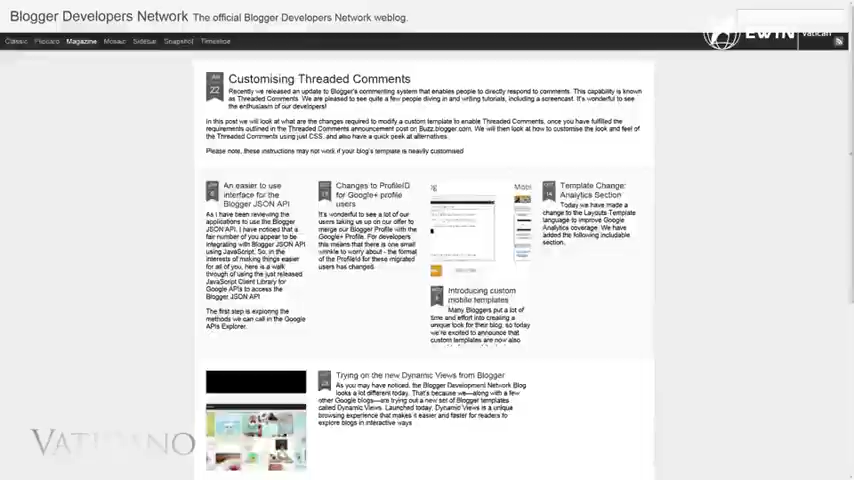 Blogger Developers Network The official Blogger Developers Network weblog.
Classic Flipcard Magazine Mosaic Sidebar Snapshot Timeslide
EWTN Vatican
JAN
22
Customising Threaded Comments
Recently we released an update to Blogger's commenting system that enables people to directly respond to comments. This capability is known
as Threaded Comments. We are pleased to see quite a few people diving in and writing tutorials, including a screencast. It's wonderful to see
the enthusiasm of our developers!
In this post we will look at what are the changes required to modify a custom template to enable Threaded Comments, once you have fulfilled the
requirements outlined in the Threaded Comments announcement post on Buzz.blogger.com. We will then look at how to customise the look and feel of
the Threaded Comments using just CSS, and also have a quick peek at alternatives.
Please note, these instructions may not work if your blog's template is heavily customised
An easier to use
interface for the
Blogger JSON API
As I have been reviewing the
applications to use the Blogger
JSON API, I have noticed that a
fair number of you appear to be
integrating with Blogger JSON API
using JavaScript. So, in the
interests of making things easier
for all of you, here is a walk
through of using the just released
JavaScript Client Library for
Google APIs to access the
Blogger JSON API
The first step is exploring the
methods we can call in the Google
APIs Explorer.
Changes to ProfileID
for Google+ profile
users
It's wonderful to see a lot of our
users taking us up on our offer to
merge our Blogger Profile with the
Google+ Profile. For developers
this means that there is one small
wrinkle to worry about - the format
of the ProfileId for these migrated
users has changed.
Introducing custom
mobile templates
Many Bloggers put a lot of
time and effort into creating a
unique look for their blog, so today
we're excited to announce that
custom templates are now also
Template Change:
Analytics Section
Today we have made a
change to the Layouts Template
language to improve Google
Analytics coverage. We have
added the following includable
section.
Trying on the new Dynamic Views from Blogger
As you may have noticed, the Blogger Development Network Blog
looks a lot different today. That's because we—along with a few
other Google blogs—are trying out a new set of Blogger templates
called Dynamic Views. Launched today, Dynamic Views is a unique
browsing experience that makes it easier and faster for readers to
explore blogs in interactive ways
VATICANO